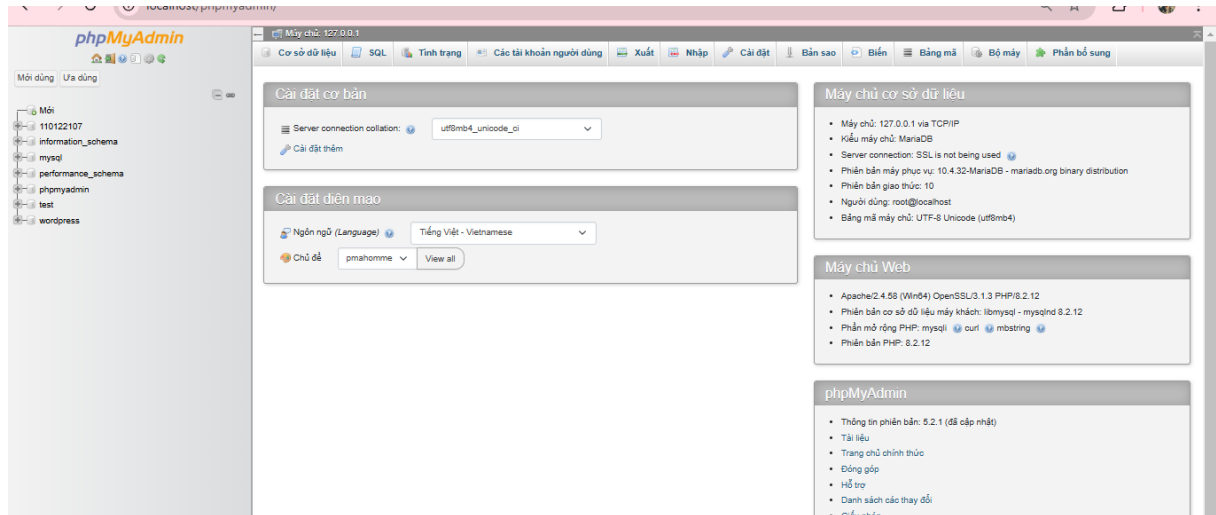 localhost/phpmyadmin/
phpMyAdmin
Mới dùng Ưa dùng
Mới
110122107
information_schema
mysql
performance_schema
phpmyadmin
test
wordpress
Máy chủ: 127.0.0.1
Cơ sở dữ liệu SQL Tình trạng Các tài khoản người dùng Xuất Nhập Cài đặt Bản sao Biến Bảng mã Bộ máy Phần bổ sung
Cài đặt cơ bản
Server connection collation: utf8mb4_unicode_ci
Cài đặt thêm
Cài đặt diện mạo
Ngôn ngữ (Language) Tiếng Việt - Vietnamese
Chủ đề pmahomme View all
Máy chủ cơ sở dữ liệu
Máy chủ: 127.0.0.1 via TCP/IP
Kiểu máy chủ: MariaDB
Server connection: SSL is not being used
Phiên bản máy phục vụ: 10.4.32-MariaDB - mariadb.org binary distribution
Phiên bản giao thức: 10
Người dùng: root@localhost
Bảng mã máy chủ: UTF-8 Unicode (utf8mb4)
Máy chủ Web
Apache/2.4.58 (Win64) OpenSSL/3.1.3 PHP/8.2.12
Phiên bản cơ sở dữ liệu máy khách: libmysql - mysqlnd 8.2.12
Phần mở rộng PHP: mysqli curl mbstring
Phiên bản PHP: 8.2.12
phpMyAdmin
Thông tin phiên bản: 5.2.1 (đã cập nhật)
Tài liệu
Trang chủ chính thức
Đóng góp
Hỗ trợ
Danh sách các thay đổi